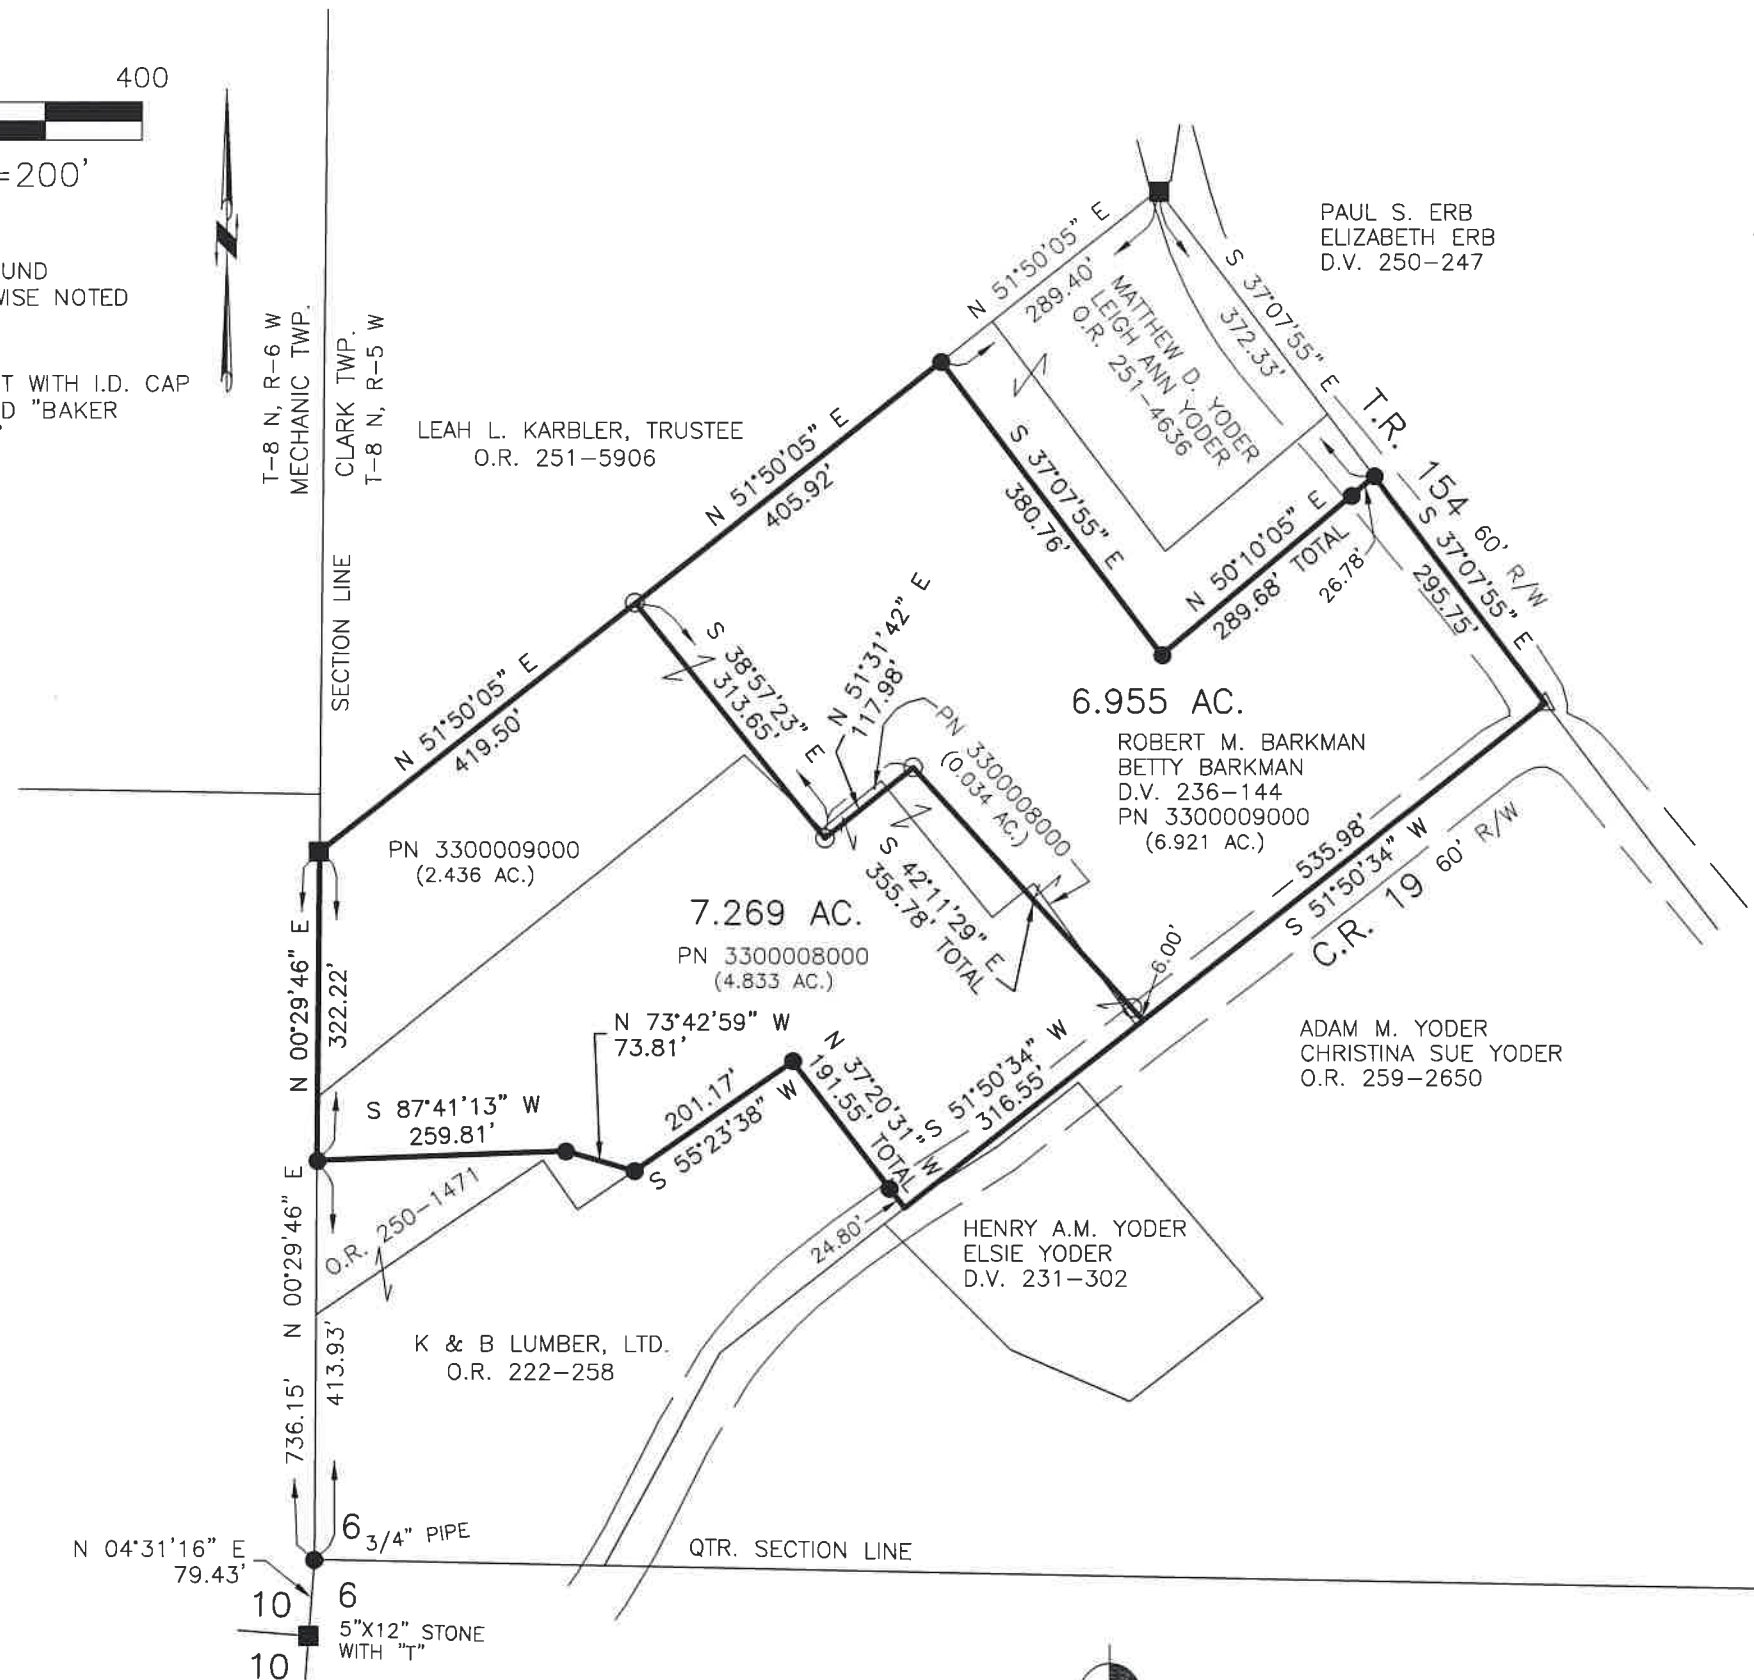 400
=200'
UND
WISE NOTED
T WITH I.D. CAP
D "BAKER
T-8 N, R-6 W
MECHANIC TWP.
CLARK TWP.
T-8 N, R-5 W
SECTION LINE
LEAH L. KARBLER, TRUSTEE
O.R. 251-5906
PAUL S. ERB
ELIZABETH ERB
D.V. 250-247
N 51°50'05" E
289.40'
MATTHEW D. YODER
LEIGH ANN YODER
O.R. 251-4636
S 37°07'55" E
372.33'
T.R. 154 60' R/W
N 51°50'05" E
405.92'
S 37°07'55" E
380.76'
N 50°10'05" E
289.68' TOTAL
26.78'
S 37°07'55" E
295.75'
N 51°50'05" E
419.50'
S 38°57'23" E
313.65'
N 51°31'42" E
117.98'
PN 3300008000
(0.034 AC.)
6.955 AC.
ROBERT M. BARKMAN
BETTY BARKMAN
D.V. 236-144
PN 3300009000
(6.921 AC.)
PN 3300009000
(2.436 AC.)
S 42°11'29" E
355.78' TOTAL
535.98'
S 51°50'34" W
C.R. 19 60' R/W
7.269 AC.
PN 3300008000
(4.833 AC.)
6.00'
N 00°29'46" E
322.22'
N 73°42'59" W
73.81'
S 87°41'13" W
259.81'
201.17'
S 55°23'38" W
N 37°20'31" W
191.55' TOTAL
S 51°50'34" W
316.55'
24.80'
ADAM M. YODER
CHRISTINA SUE YODER
O.R. 259-2650
HENRY A.M. YODER
ELSIE YODER
D.V. 231-302
O.R. 250-1471
K & B LUMBER, LTD.
O.R. 222-258
736.15' N 00°29'46" E
413.93'
6
3/4" PIPE
QTR. SECTION LINE
N 04°31'16" E
79.43'
10
6
5"X12" STONE
WITH "T"
10